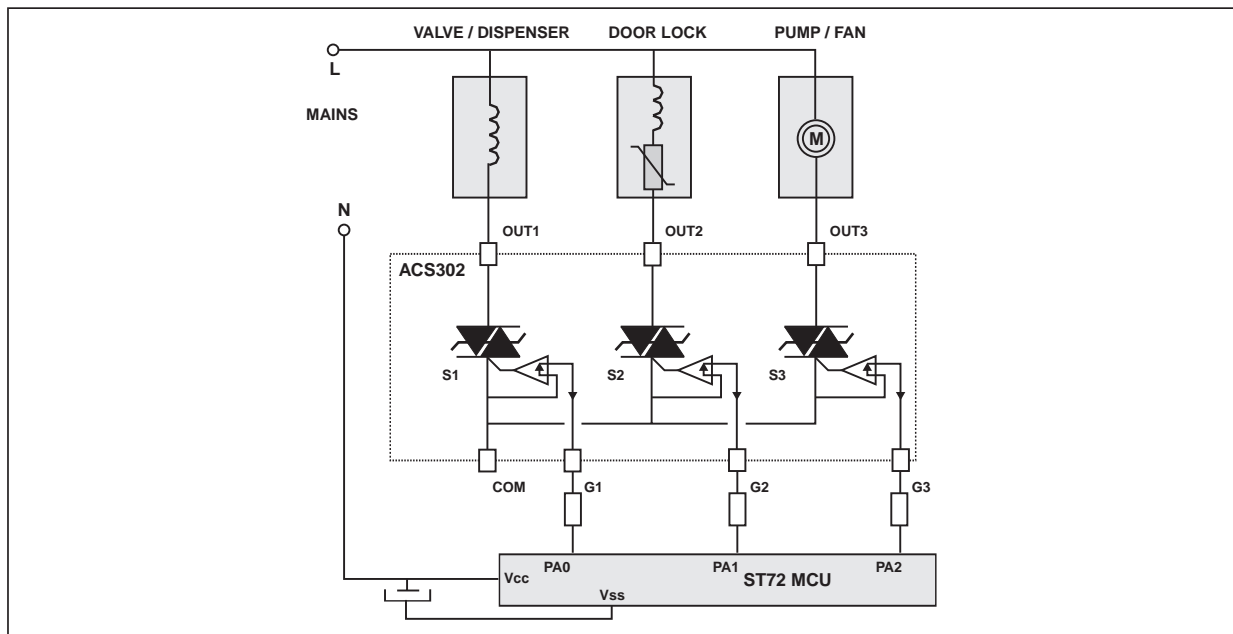 VALVE / DISPENSER DOOR LOCK PUMP / FAN
L
MAINS
M
N
OUT1 OUT2 OUT3
ACS302
S1 S2 S3
COM G1 G2 G3
PA0 PA1 PA2
ST72 MCU
Vcc
Vss